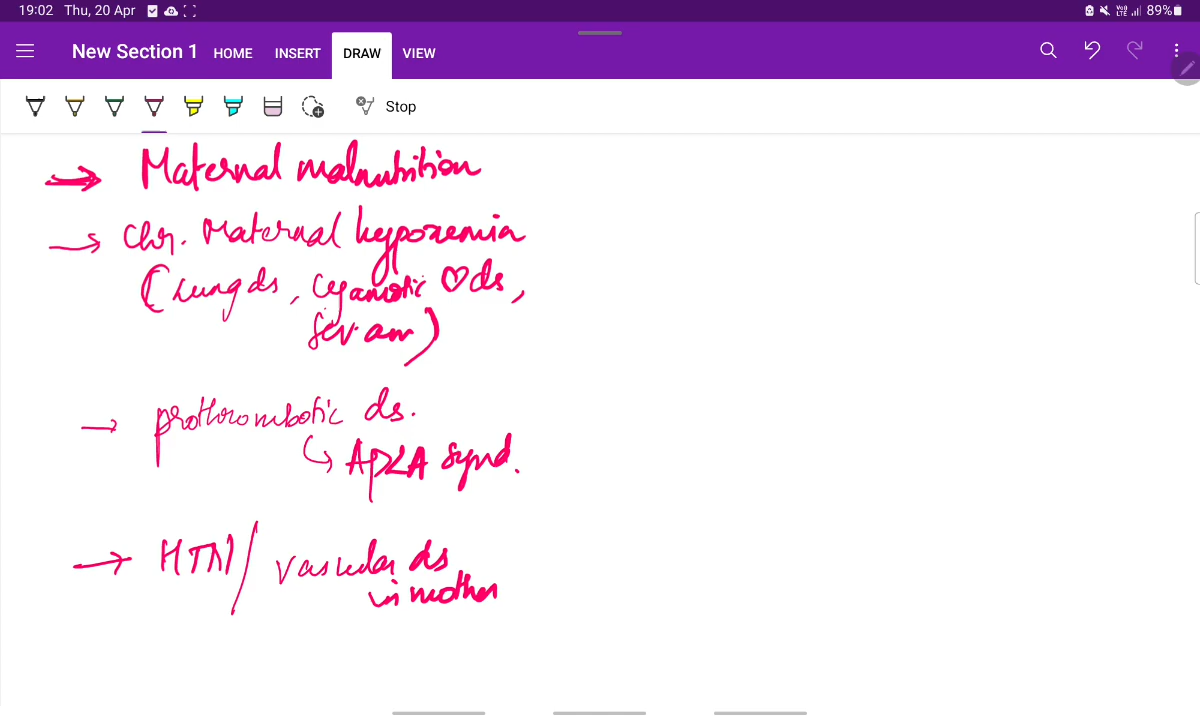 19:02 Thu, 20 Apr 89%
New Section 1 HOME INSERT DRAW VIEW
Stop
→ Maternal malnutrition
→ Chr. Maternal hypoxemia
(Lung ds, Cyanotic ♡ ds,
Sev. an)
→ prothrombotic ds.
↳ APLA synd.
→ HTN/ vascular ds
in mother